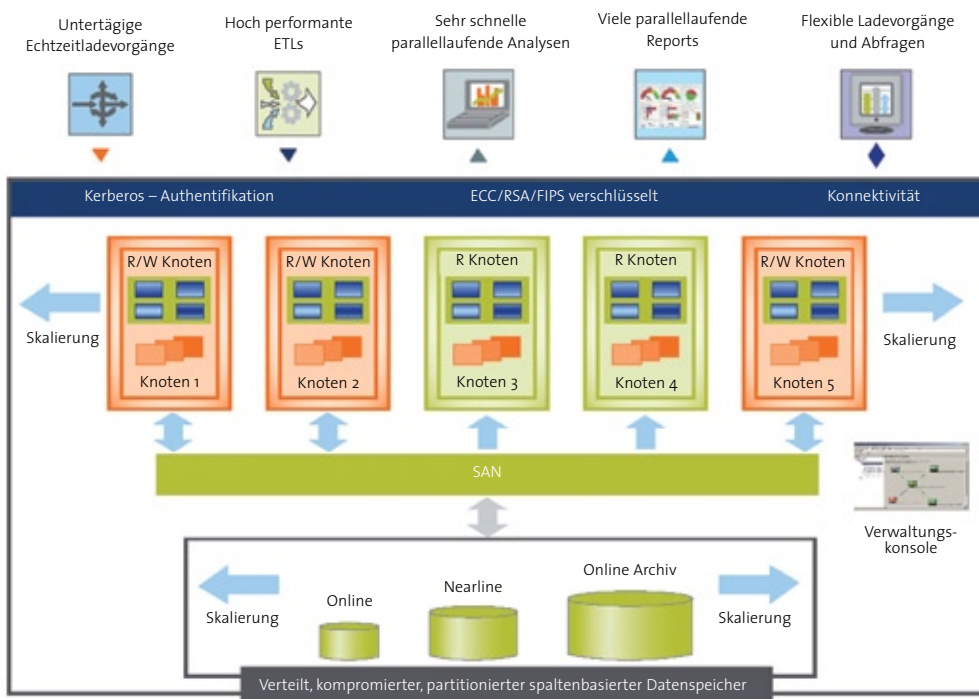 Untertägige
Echtzeitladevorgänge
Hoch performante
ETLs
Sehr schnelle
parallellaufende Analysen
Viele parallellaufende
Reports
Flexible Ladevorgänge
und Abfragen
Kerberos – Authentifikation
ECC/RSA/FIPS verschlüsselt
Konnektivität
R/W Knoten
R/W Knoten
R Knoten
R Knoten
R/W Knoten
Skalierung
Skalierung
Knoten 1
Knoten 2
Knoten 3
Knoten 4
Knoten 5
SAN
Verwaltungs-
konsole
Online
Nearline
Online Archiv
Skalierung
Skalierung
Verteilt, kompromierter, partitionierter spaltenbasierter Datenspeicher